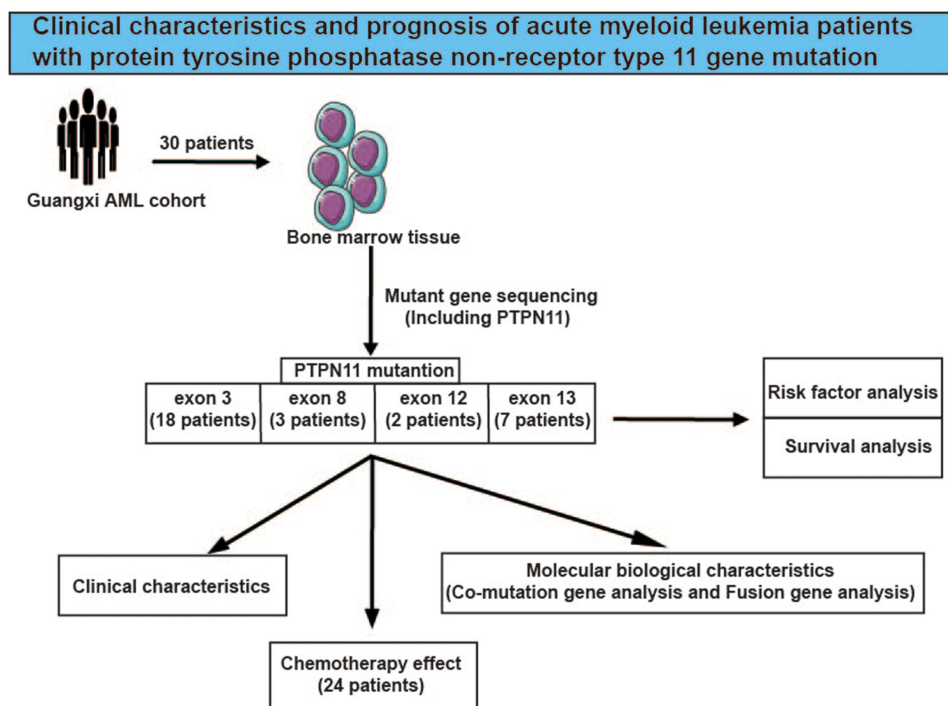 Clinical characteristics and prognosis of acute myeloid leukemia patients
with protein tyrosine phosphatase non-receptor type 11 gene mutation
30 patients
Guangxi AML cohort
Bone marrow tissue
Mutant gene sequencing
(Including PTPN11)
PTPN11 mutantion
exon 3
(18 patients)
exon 8
(3 patients)
exon 12
(2 patients)
exon 13
(7 patients)
Risk factor analysis
Survival analysis
Clinical characteristics
Molecular biological characteristics
(Co-mutation gene analysis and Fusion gene analysis)
Chemotherapy effect
(24 patients)